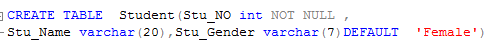 CREATE TABLE Student(Stu_NO int NOT NULL ,
Stu_Name varchar(20),Stu_Gender varchar(7)DEFAULT 'Female')